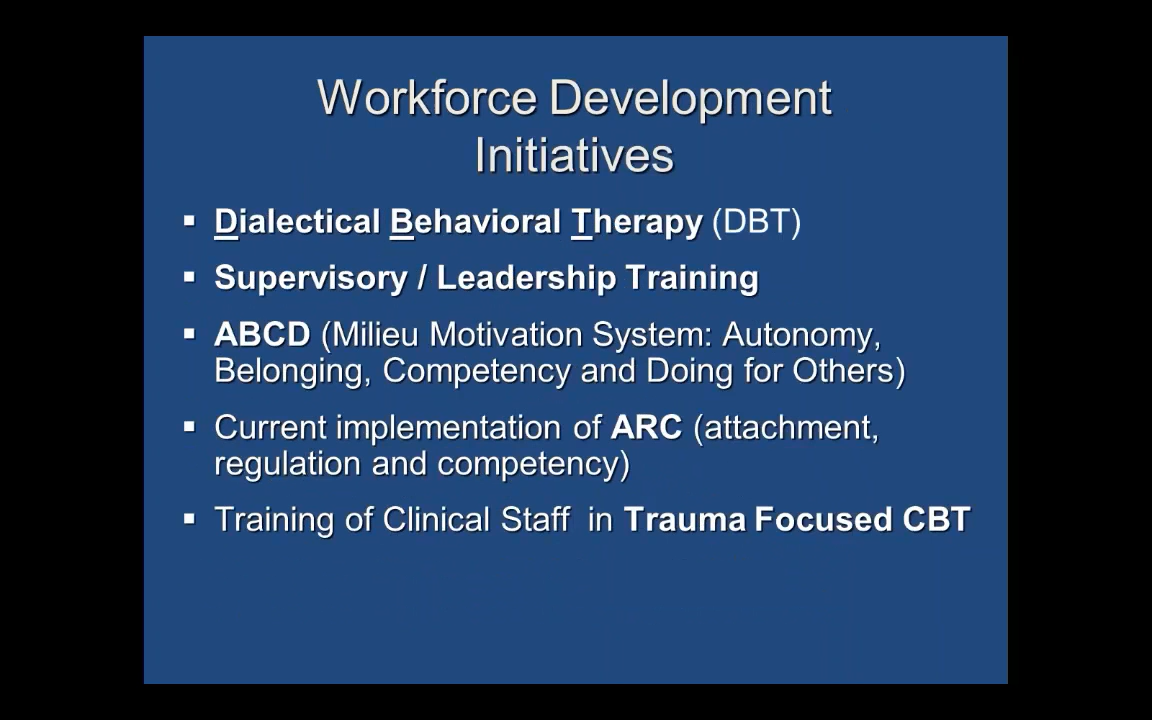 Workforce Development
Initiatives
▪ Dialectical Behavioral Therapy (DBT)
▪ Supervisory / Leadership Training
▪ ABCD (Milieu Motivation System: Autonomy,
Belonging, Competency and Doing for Others)
▪ Current implementation of ARC (attachment,
regulation and competency)
▪ Training of Clinical Staff in Trauma Focused CBT